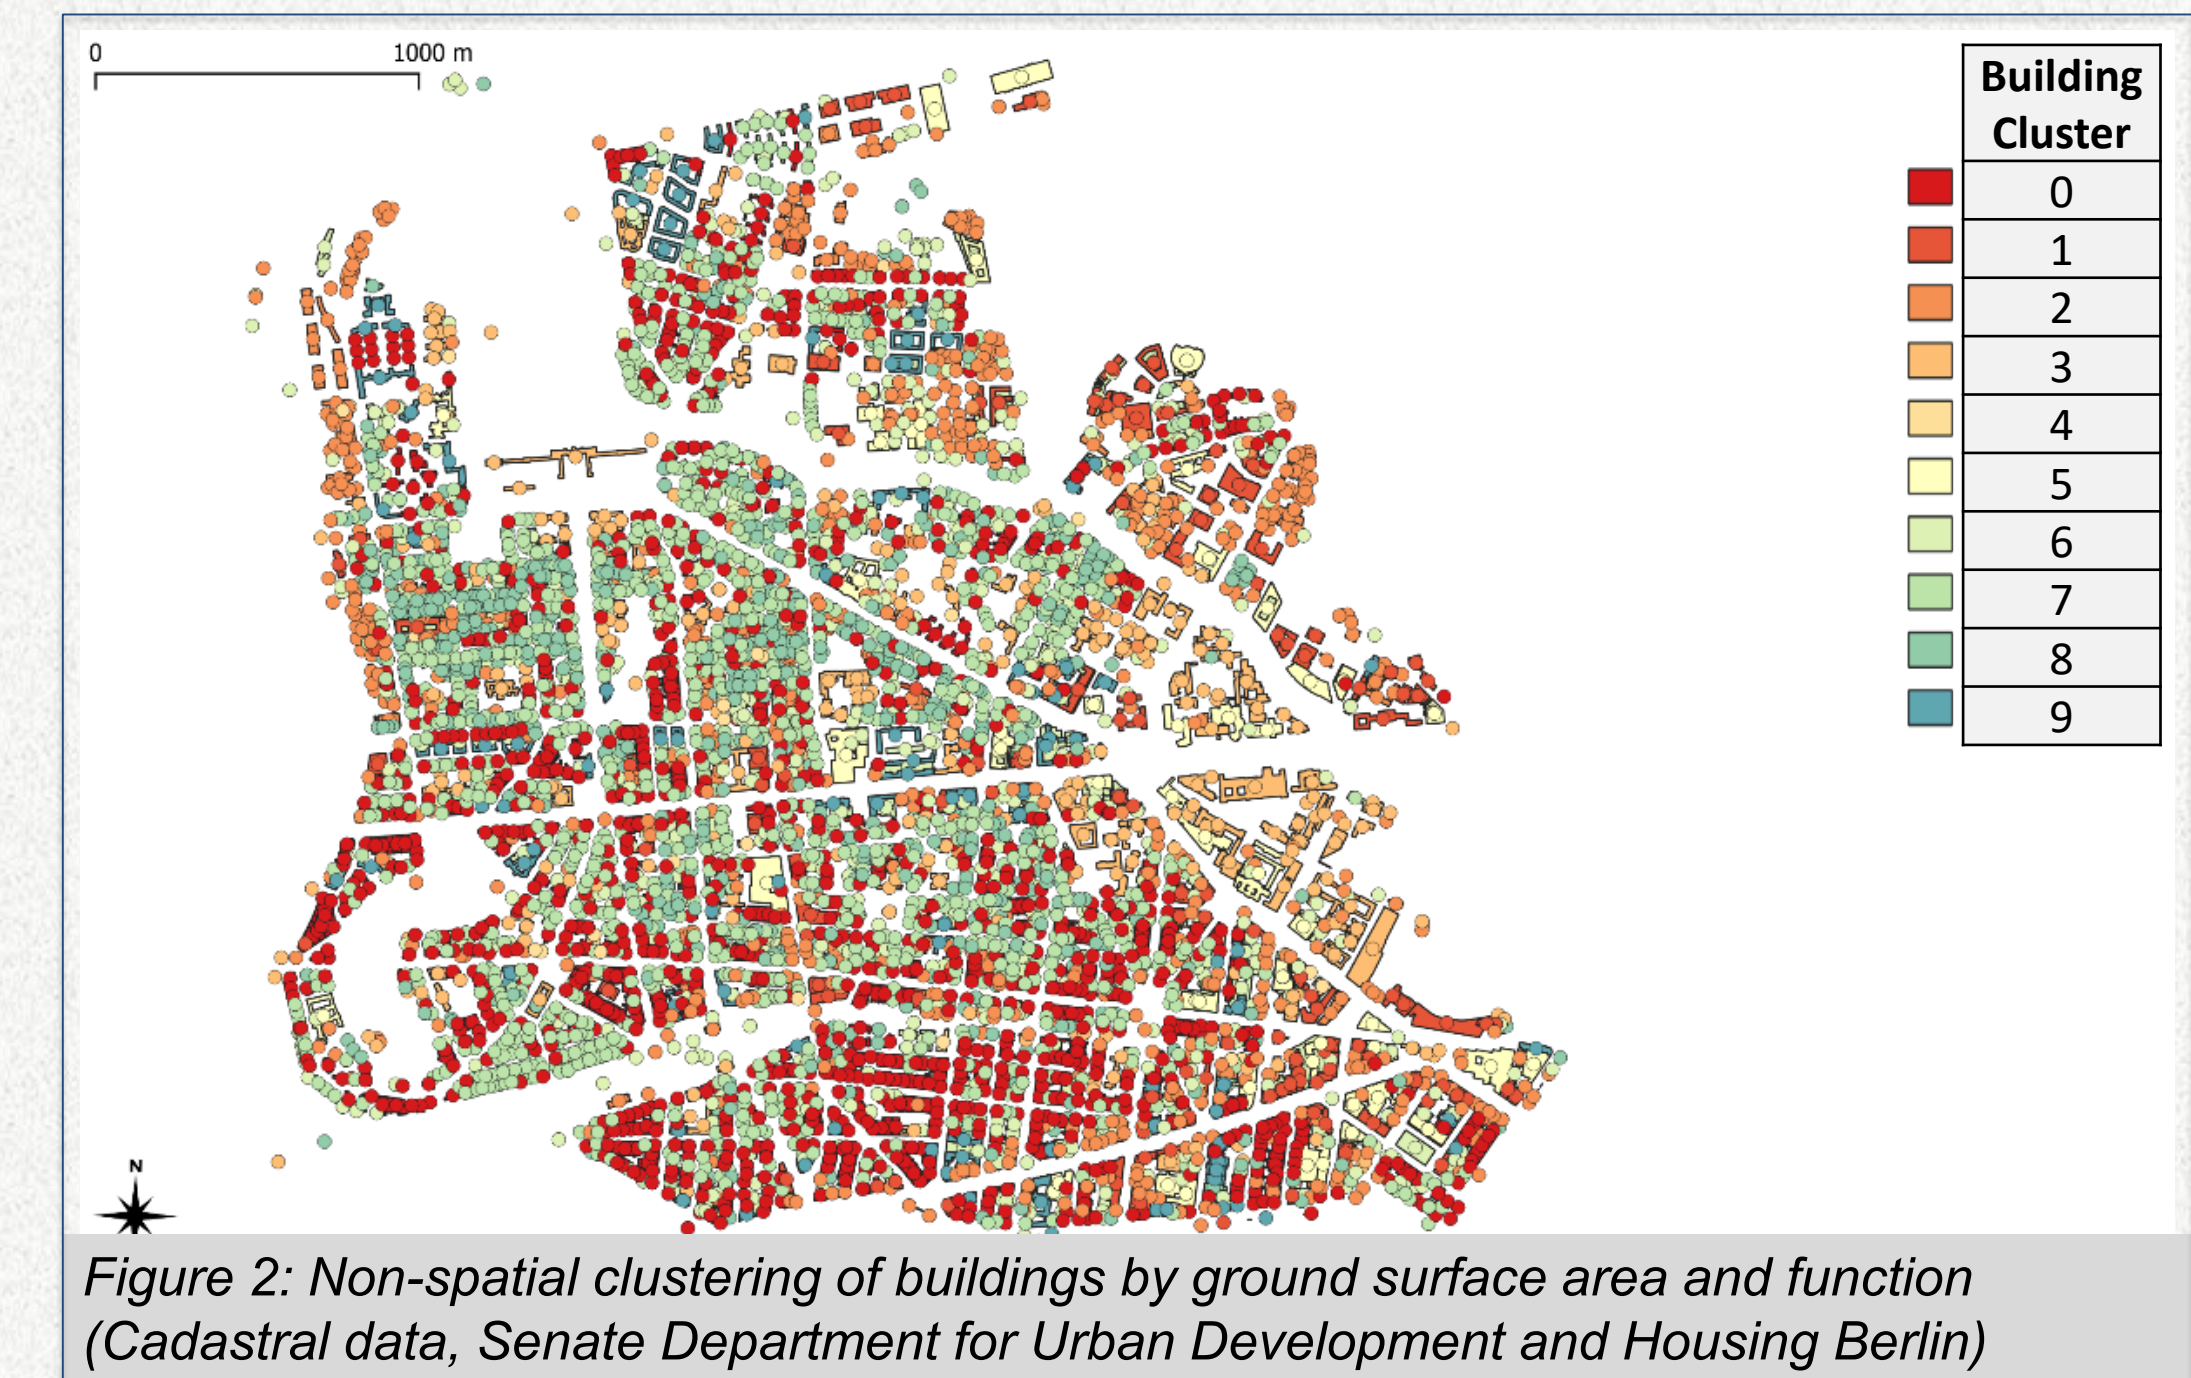 0 1000 m
Building
Cluster
0
1
2
3
4
5
6
7
8
9
N
Figure 2: Non-spatial clustering of buildings by ground surface area and function
(Cadastral data, Senate Department for Urban Development and Housing Berlin)